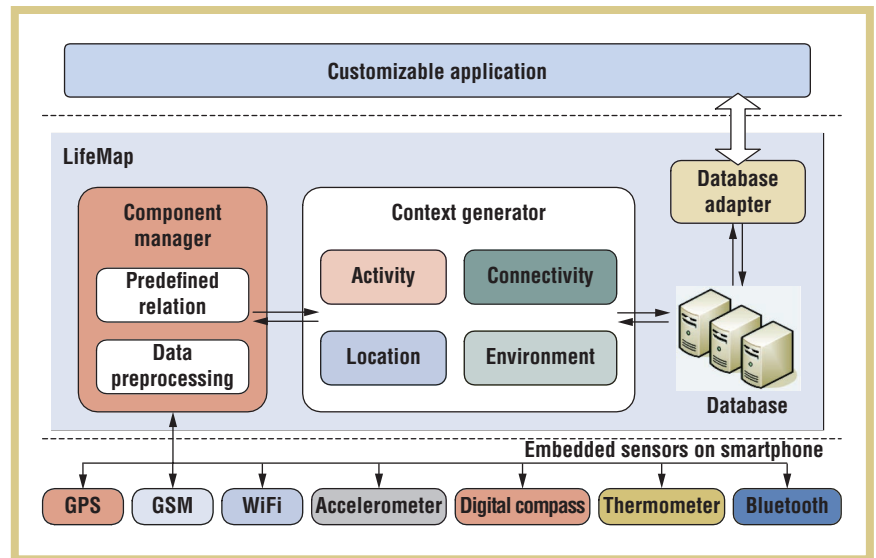 Customizable application
LifeMap
Database
adapter
Component
manager
Predefined
relation
Data
preprocessing
Context generator
Activity
Connectivity
Location
Environment
Database
Embedded sensors on smartphone
GPS
GSM
WiFi
Accelerometer
Digital compass
Thermometer
Bluetooth